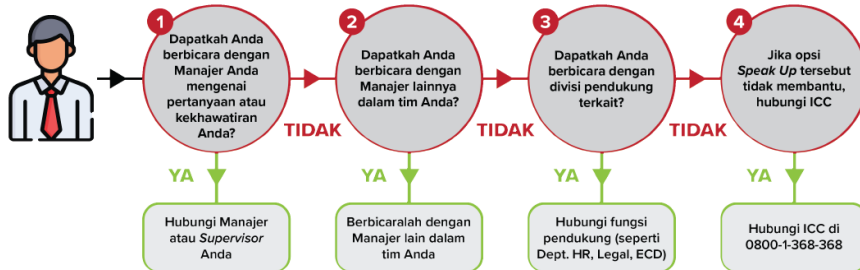 1
Dapatkah Anda
berbicara dengan
Manajer Anda
mengenai
pertanyaan atau
kekhawatiran
Anda?
TIDAK
YA
Hubungi Manajer
atau Supervisor
Anda
2
Dapatkah Anda
berbicara dengan
Manajer lainnya
dalam tim Anda?
TIDAK
YA
Berbicaralah dengan
Manajer lain dalam
tim Anda
3
Dapatkah Anda
berbicara dengan
divisi pendukung
terkait?
TIDAK
YA
Hubungi fungsi
pendukung (seperti
Dept. HR, Legal, ECD)
4
Jika opsi
Speak Up tersebut
tidak membantu,
hubungi ICC
YA
Hubungi ICC di
0800-1-368-368